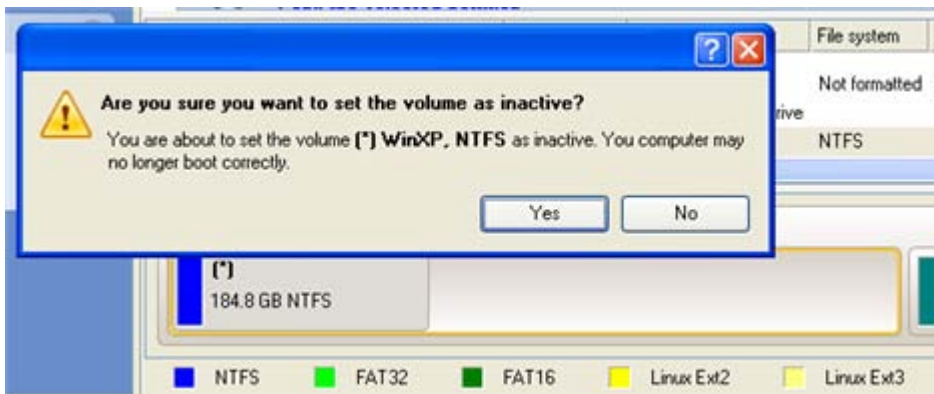 File system
Not formatted
rive
NTFS
Are you sure you want to set the volume as inactive?
You are about to set the volume (*) WinXP, NTFS as inactive. You computer may
no longer boot correctly.
Yes No
(*)
184.8 GB NTFS
NTFS FAT32 FAT16 Linux Ext2 Linux Ext3